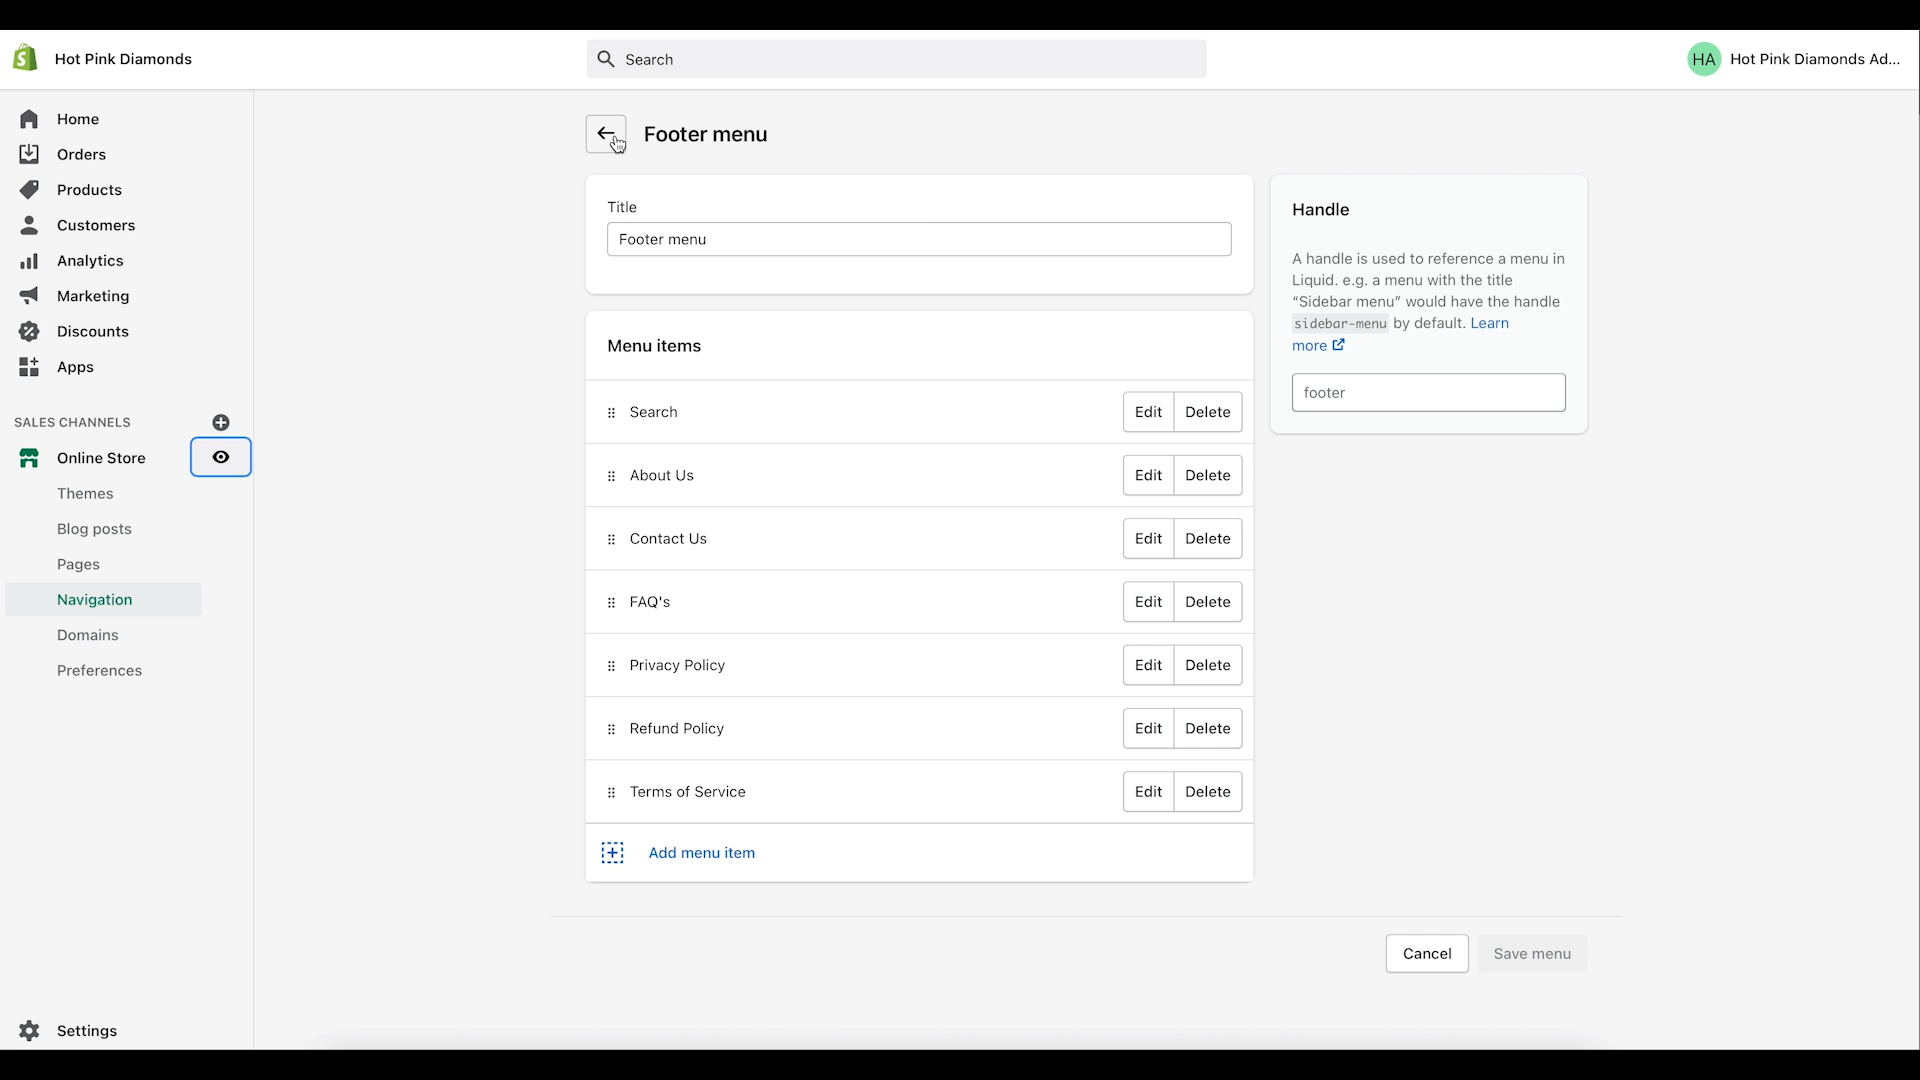 Hot Pink Diamonds
Search
HA Hot Pink Diamonds Ad...
Home
Orders
Products
Customers
Analytics
Marketing
Discounts
Apps
SALES CHANNELS
Online Store
Themes
Blog posts
Pages
Navigation
Domains
Preferences
Settings
Footer menu
Title
Footer menu
Menu items
Search Edit Delete
About Us Edit Delete
Contact Us Edit Delete
FAQ's Edit Delete
Privacy Policy Edit Delete
Refund Policy Edit Delete
Terms of Service Edit Delete
Add menu item
Handle
A handle is used to reference a menu in
Liquid. e.g. a menu with the title
“Sidebar menu” would have the handle
sidebar-menu by default. Learn
more
footer
Cancel Save menu